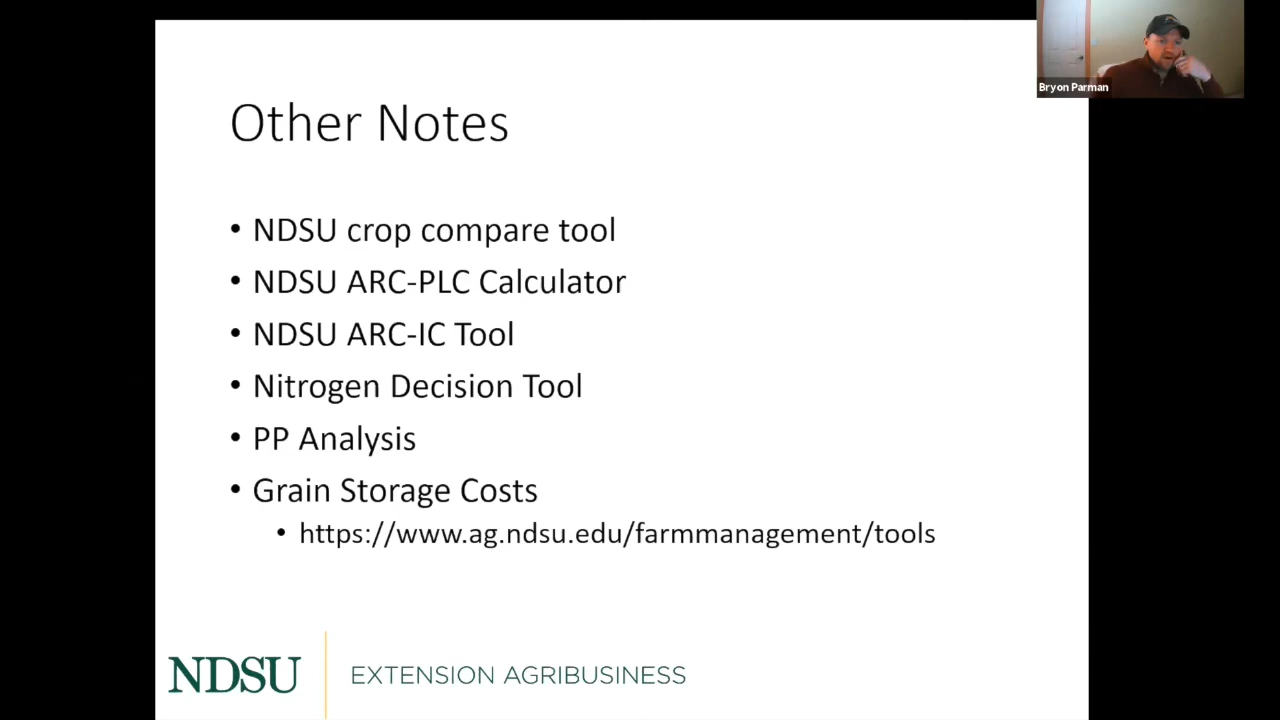 Bryon Parman
Other Notes
• NDSU crop compare tool
• NDSU ARC-PLC Calculator
• NDSU ARC-IC Tool
• Nitrogen Decision Tool
• PP Analysis
• Grain Storage Costs
• https://www.ag.ndsu.edu/farmmanagement/tools
NDSU EXTENSION AGRIBUSINESS